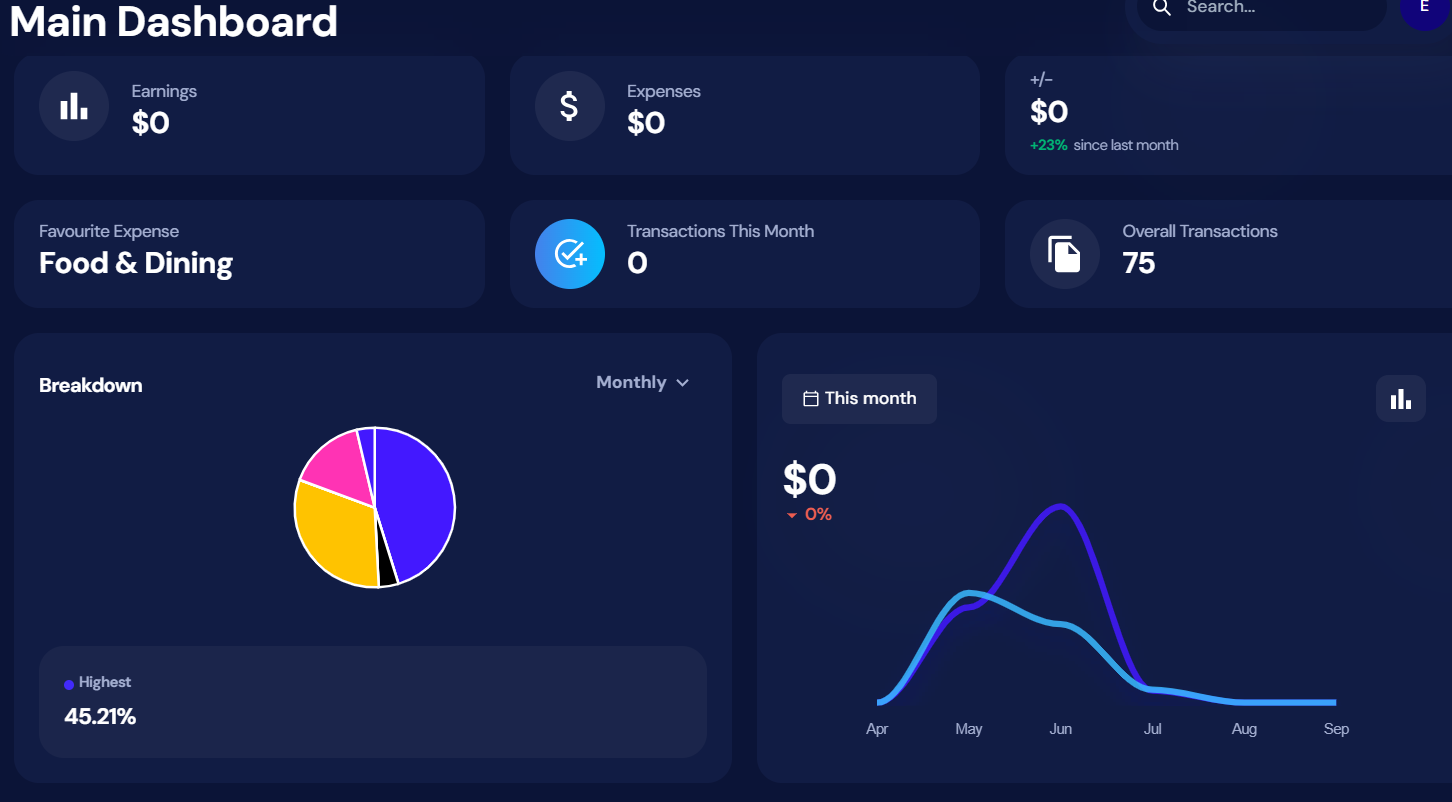 Main Dashboard
Search...
E
Earnings
$0
Expenses
$0
+/-
$0
+23% since last month
Favourite Expense
Food & Dining
Transactions This Month
0
Overall Transactions
75
Breakdown
Monthly
Highest
45.21%
This month
$0
0%
Apr May Jun Jul Aug Sep